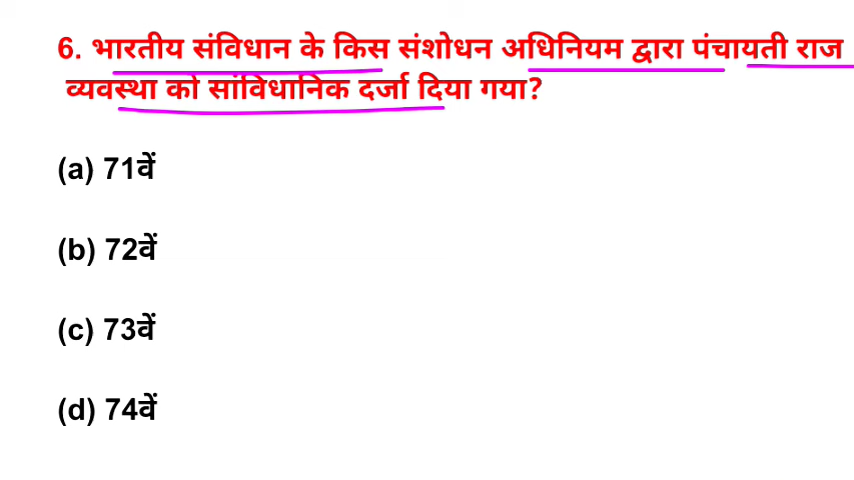 6. भारतीय संविधान के किस संशोधन अधिनियम द्वारा पंचायती राज
व्यवस्था को सांविधानिक दर्जा दिया गया?
(a) 71वें
(b) 72वें
(c) 73वें
(d) 74वें